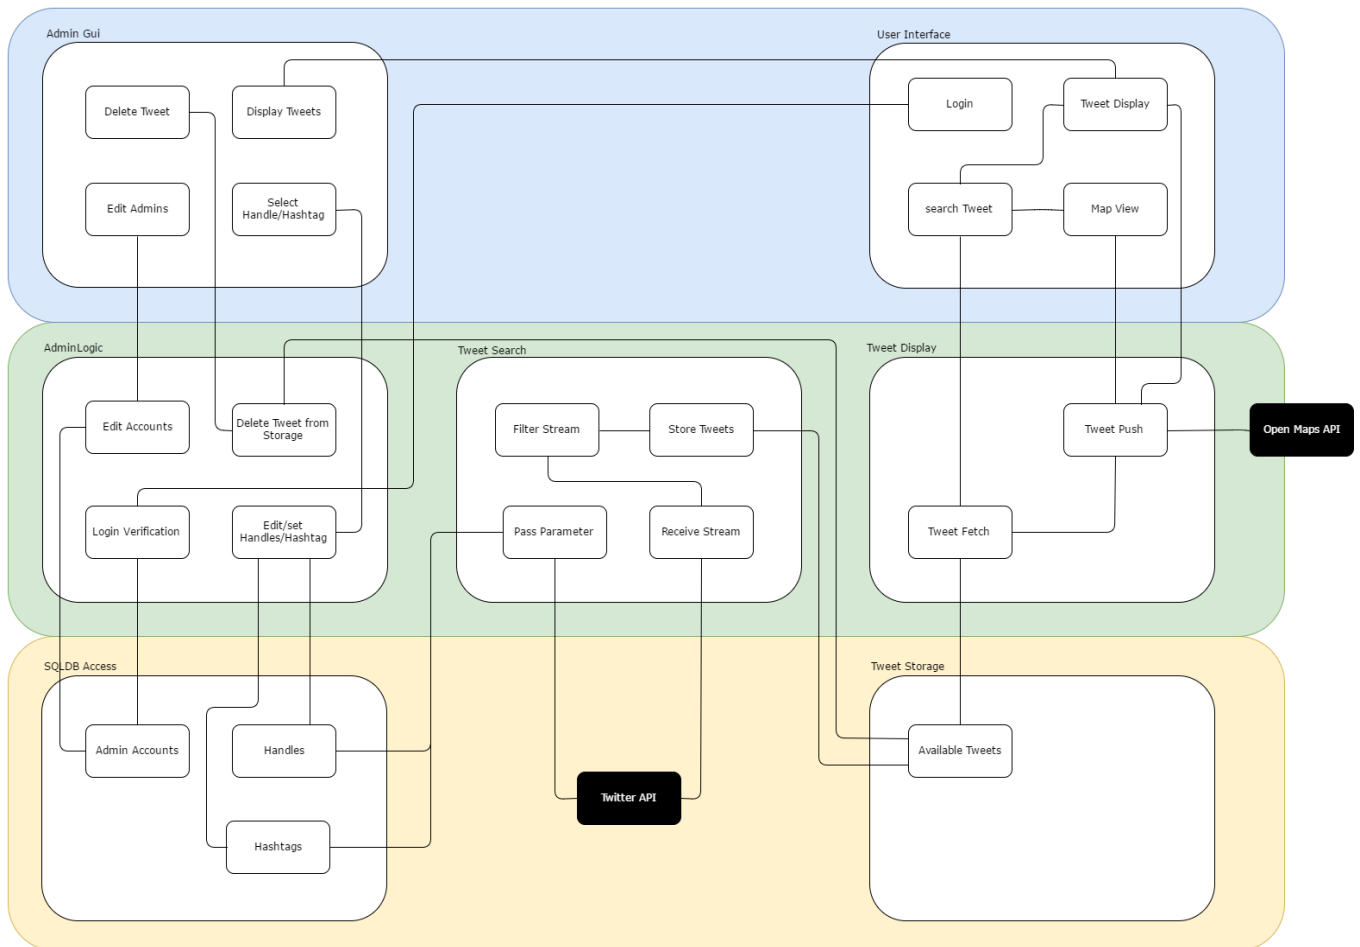 Admin Gui
User Interface
Delete Tweet
Display Tweets
Login
Tweet Display
Edit Admins
Select
Handle/Hashtag
search Tweet
Map View
AdminLogic
Tweet Search
Tweet Display
Edit Accounts
Delete Tweet from
Storage
Filter Stream
Store Tweets
Tweet Push
Open Maps API
Login Verification
Edit/set
Handles/Hashtag
Pass Parameter
Receive Stream
Tweet Fetch
SQLDB Access
Tweet Storage
Admin Accounts
Handles
Available Tweets
Twitter API
Hashtags